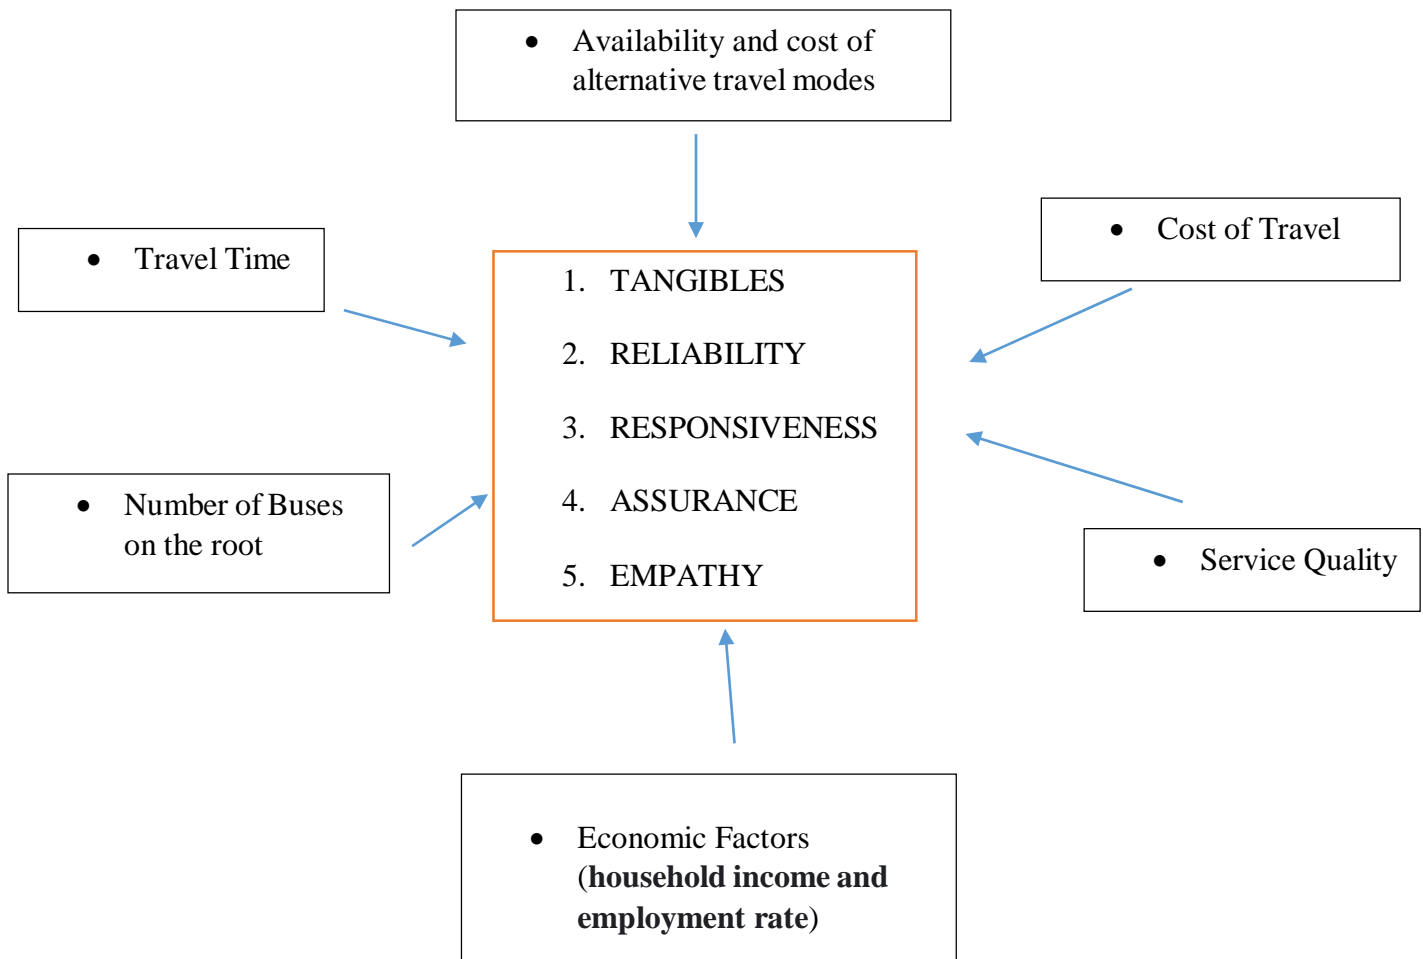 • Availability and cost of
alternative travel modes
• Travel Time
• Cost of Travel
1. TANGIBLES
2. RELIABILITY
3. RESPONSIVENESS
4. ASSURANCE
5. EMPATHY
• Number of Buses
on the root
• Service Quality
• Economic Factors
(household income and
employment rate)